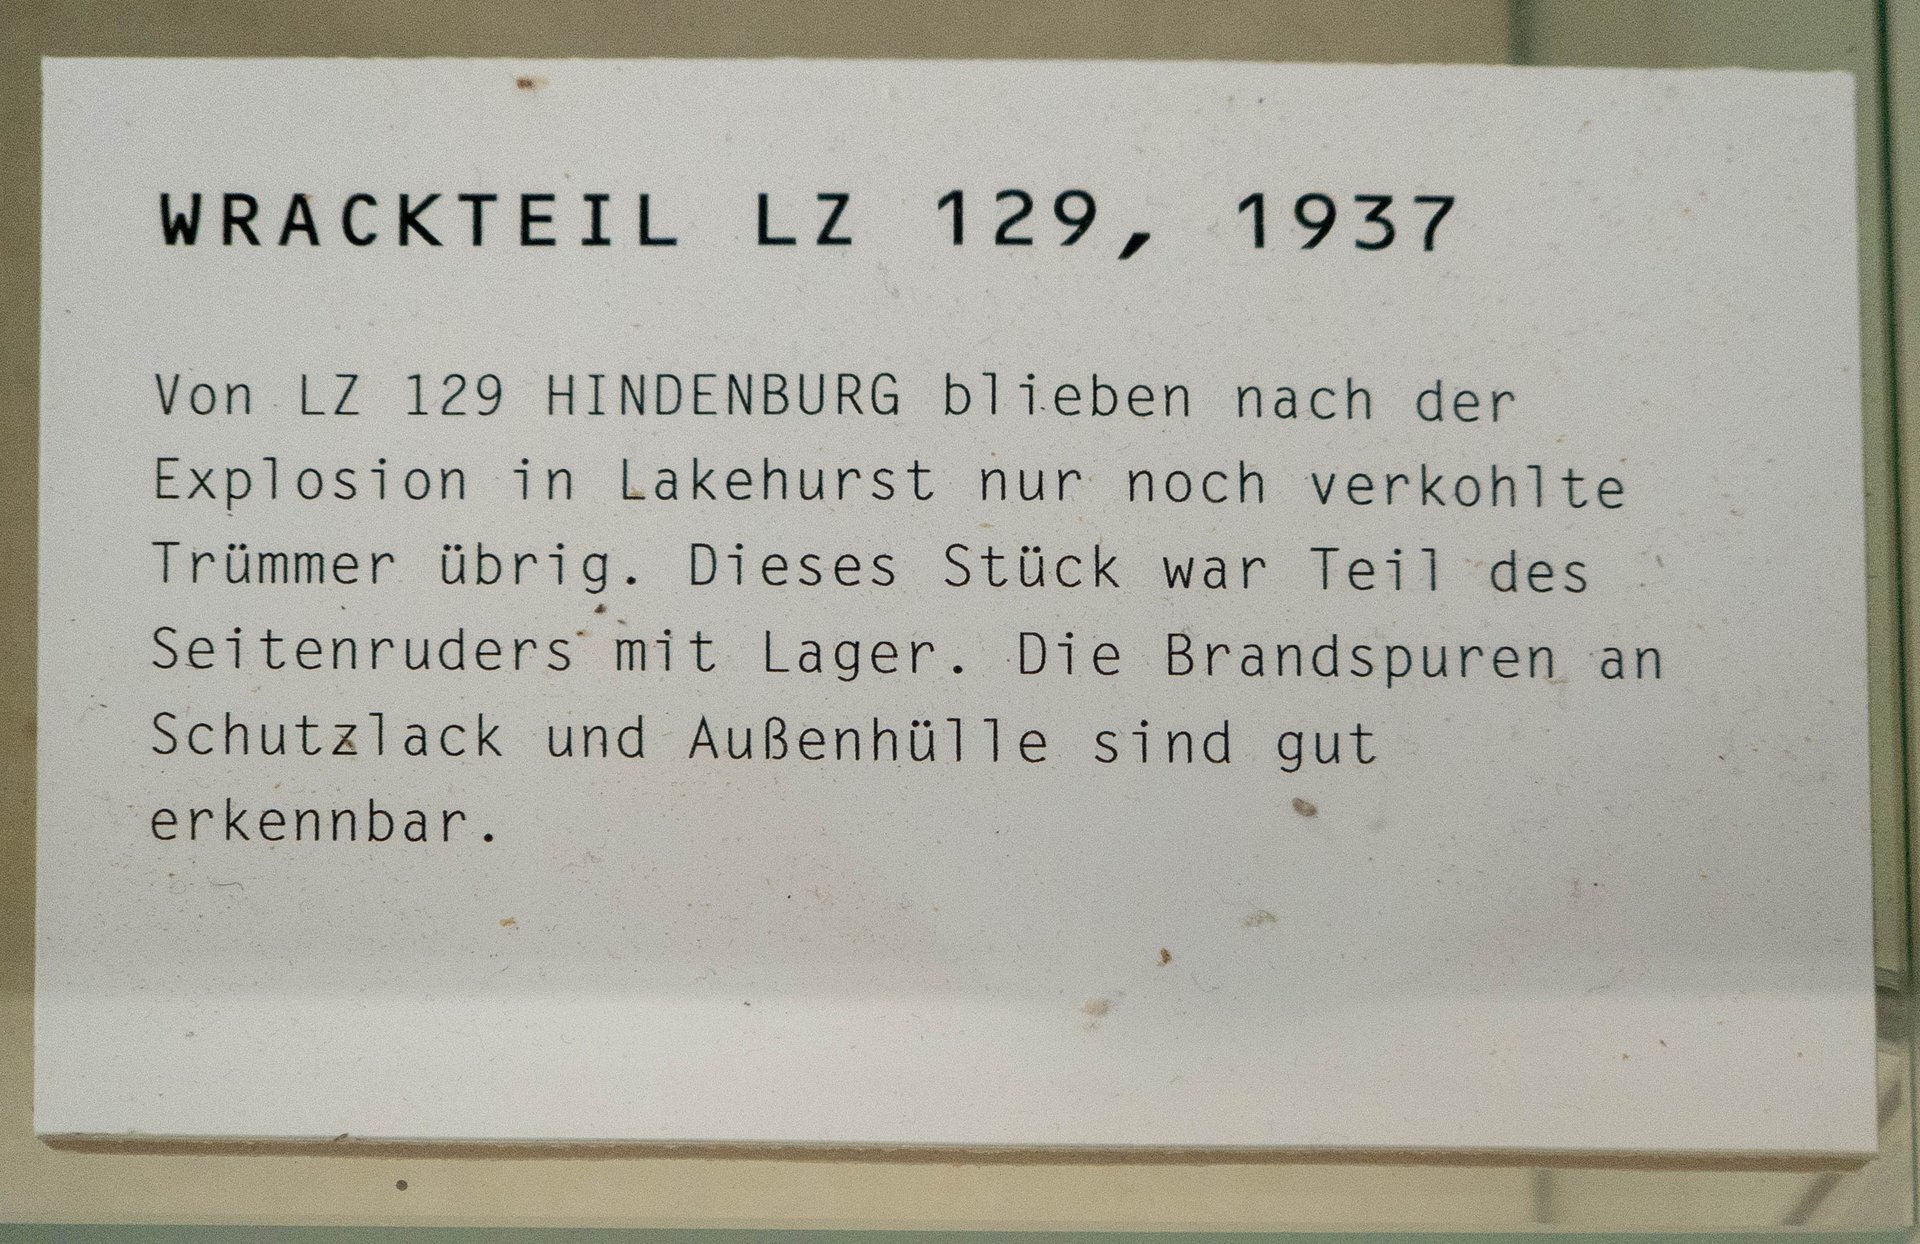 WRACKTEIL LZ 129, 1937
Von LZ 129 HINDENBURG blieben nach der
Explosion in Lakehurst nur noch verkohlte
Trümmer übrig. Dieses Stück war Teil des
Seitenruders mit Lager. Die Brandspuren an
Schutzlack und Außenhülle sind gut
erkennbar.